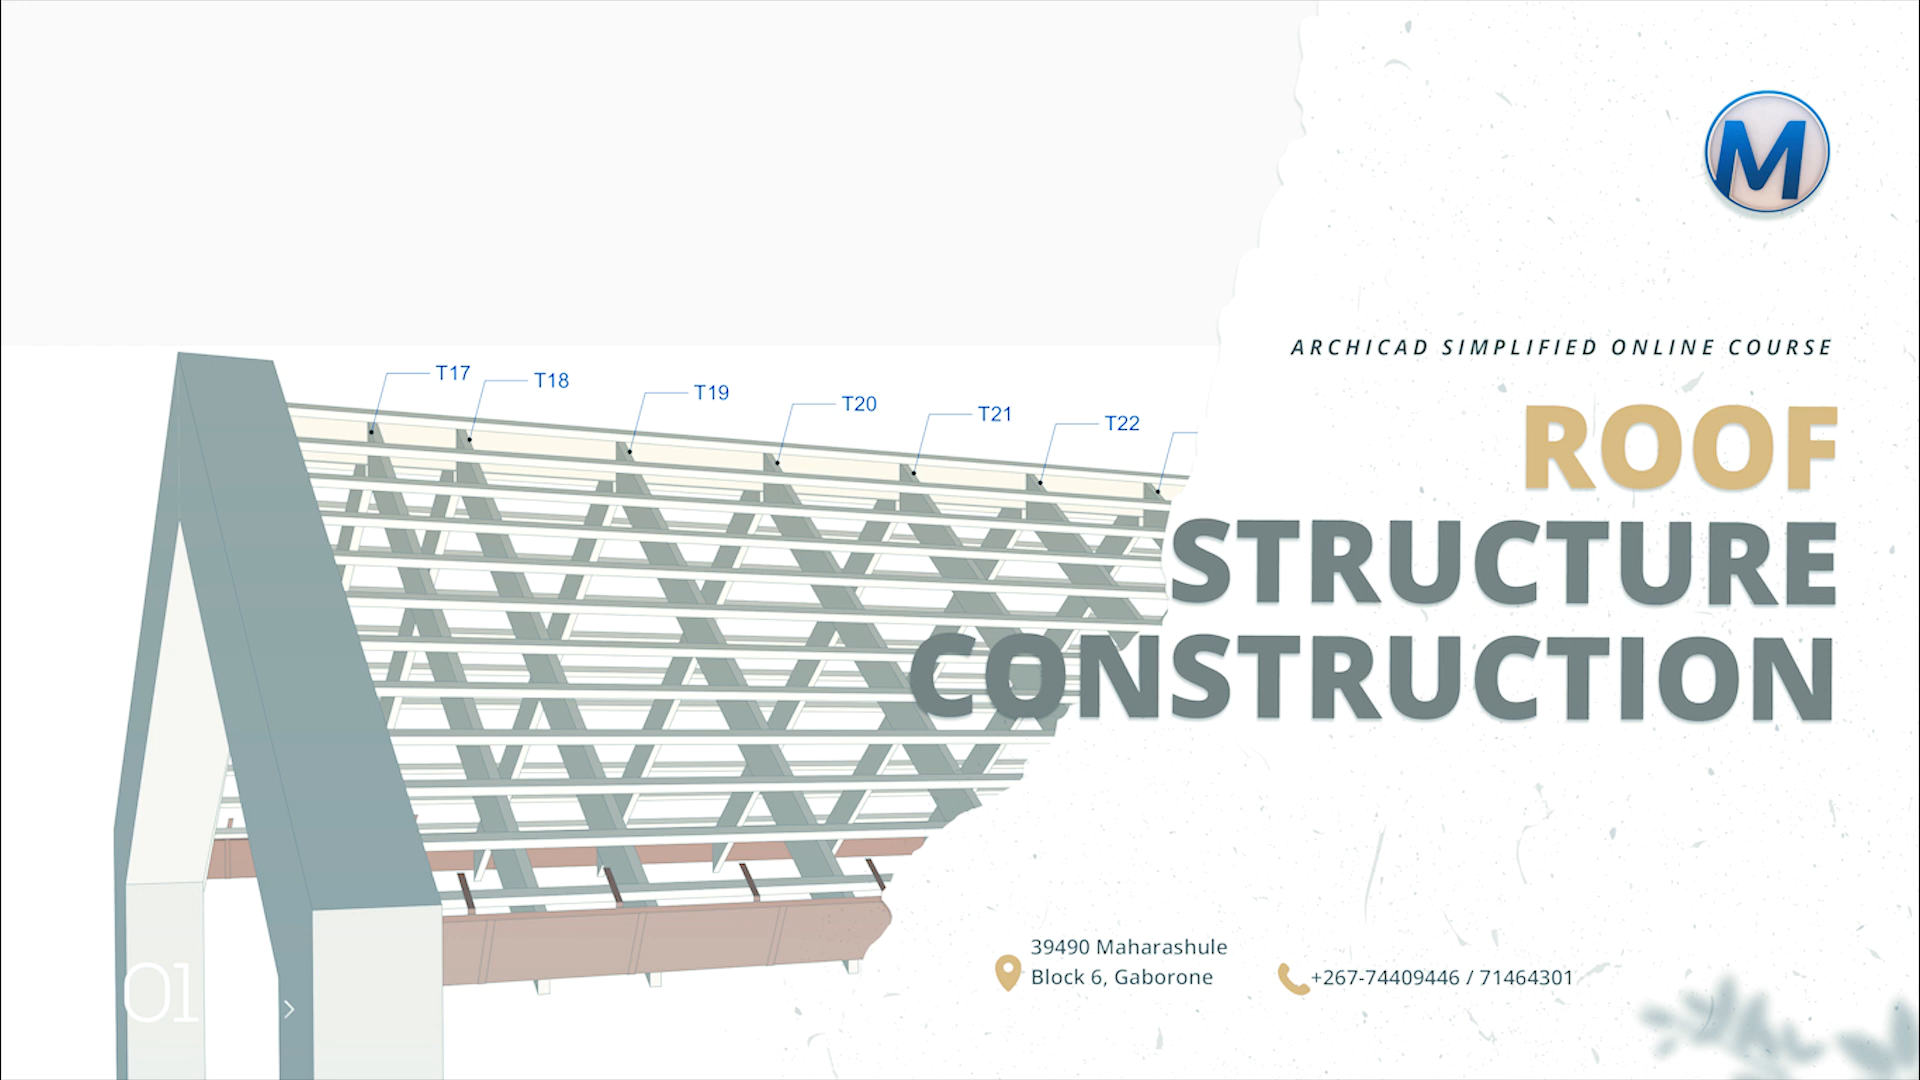 M
ARCHICAD SIMPLIFIED ONLINE COURSE
T17
T18
T19
T20
T21
T22
ROOF
STRUCTURE
CONSTRUCTION
39490 Maharashule
Block 6, Gaborone
+267-74409446 / 71464301
01